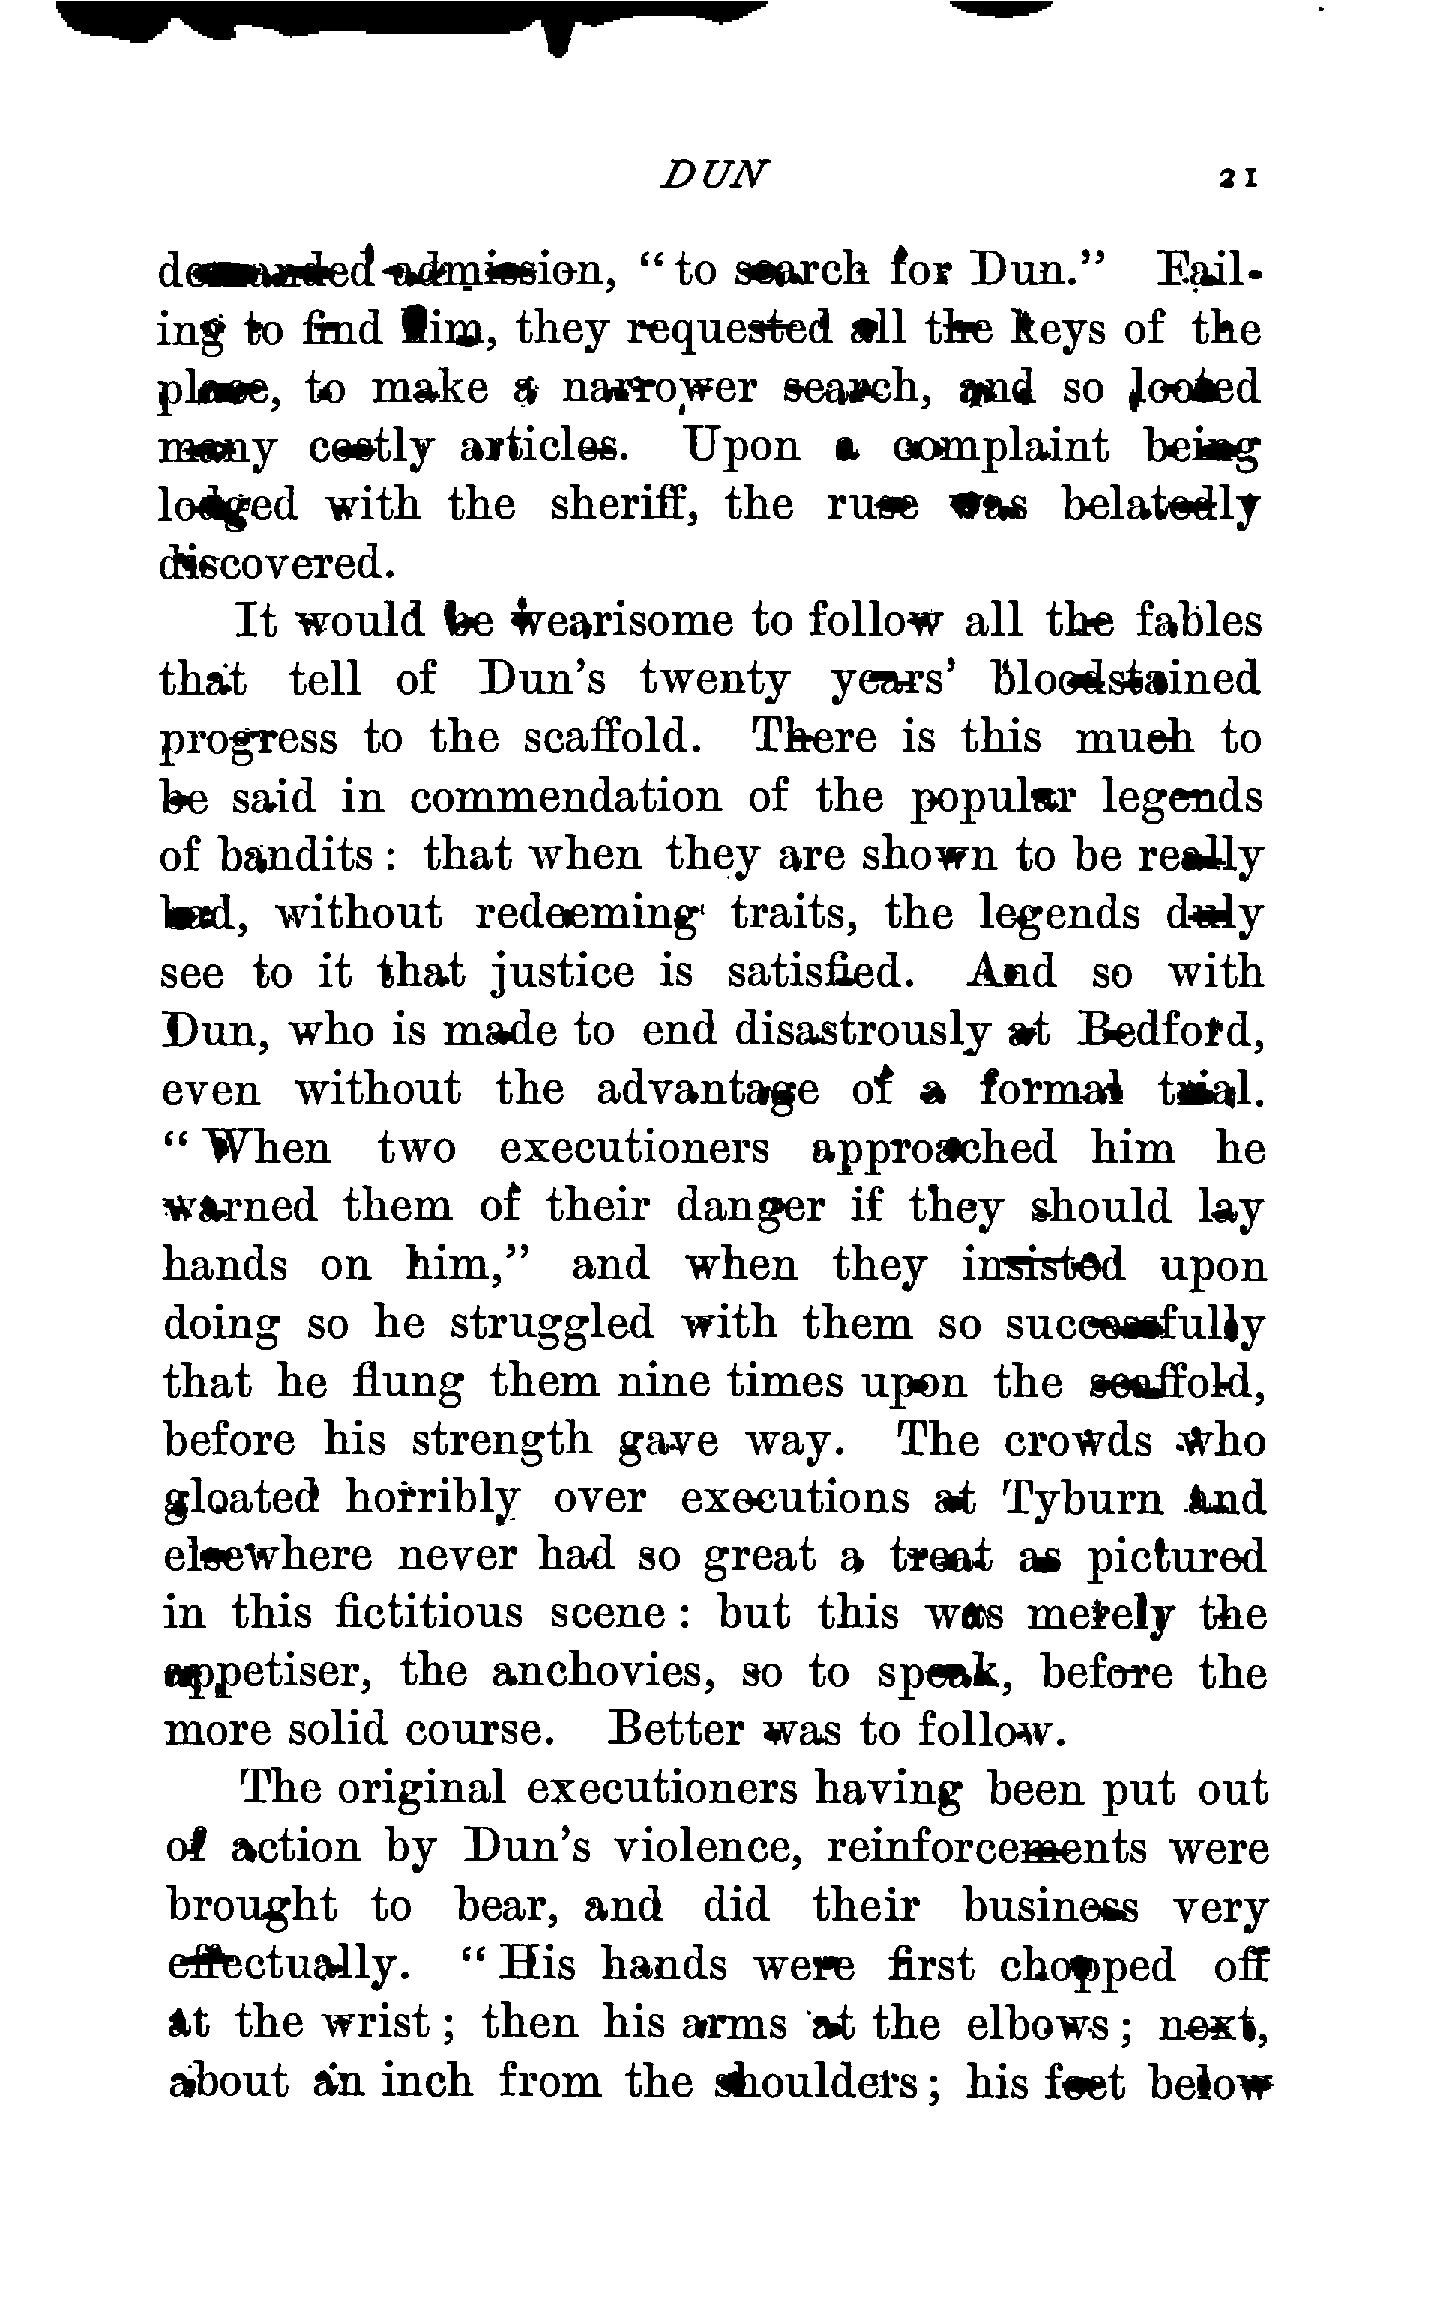 DUN 21
demanded admission, “to search for Dun.” Fail-
ing to find him, they requested all the keys of the
place, to make a narrower search, and so looted
many costly articles. Upon a complaint being
lodged with the sheriff, the ruse was belatedly
discovered.
It would be wearisome to follow all the fables
that tell of Dun’s twenty years’ bloodstained
progress to the scaffold. There is this much to
be said in commendation of the popular legends
of bandits : that when they are shown to be really
bad, without redeeming traits, the legends duly
see to it that justice is satisfied. And so with
Dun, who is made to end disastrously at Bedford,
even without the advantage of a formal trial.
“ When two executioners approached him he
warned them of their danger if they should lay
hands on him,” and when they insisted upon
doing so he struggled with them so successfully
that he flung them nine times upon the scaffold,
before his strength gave way. The crowds who
gloated horribly over executions at Tyburn and
elsewhere never had so great a treat as pictured
in this fictitious scene : but this was merely the
appetiser, the anchovies, so to speak, before the
more solid course. Better was to follow.
The original executioners having been put out
of action by Dun’s violence, reinforcements were
brought to bear, and did their business very
effectually. “ His hands were first chopped off
at the wrist ; then his arms at the elbows ; next,
about an inch from the shoulders ; his feet below